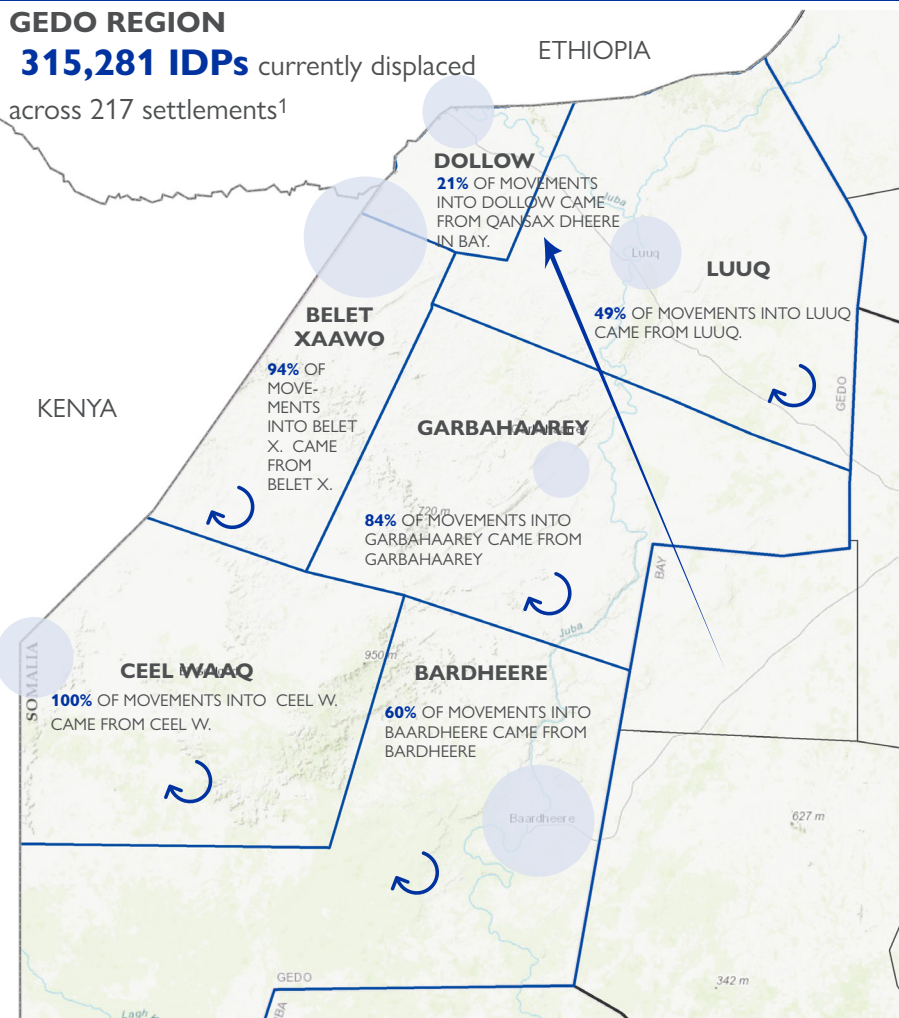 GEDO REGION
315,281 IDPs currently displaced
across 217 settlements¹
ETHIOPIA
DOLLOW
21% OF MOVEMENTS
INTO DOLLOW CAME
FROM QANSAX DHEERE
IN BAY.
Juba
Luuq
LUUQ
49% OF MOVEMENTS INTO LUUQ
CAME FROM LUUQ.
GEDO
BELET
XAAWO
94% OF
MOVE-
MENTS
INTO BELET
X. CAME
FROM
BELET X.
KENYA
GARBAHAAREY
720 m
84% OF MOVEMENTS INTO
GARBAHAAREY CAME FROM
GARBAHAAREY
BAY
Juba
950 m
SOMALIA
CEEL WAAQ
100% OF MOVEMENTS INTO CEEL W.
CAME FROM CEEL W.
BARDHEERE
60% OF MOVEMENTS INTO
BAARDHEERE CAME FROM
BARDHEERE
Baardheere
627 m
GEDO
342 m
Lagh